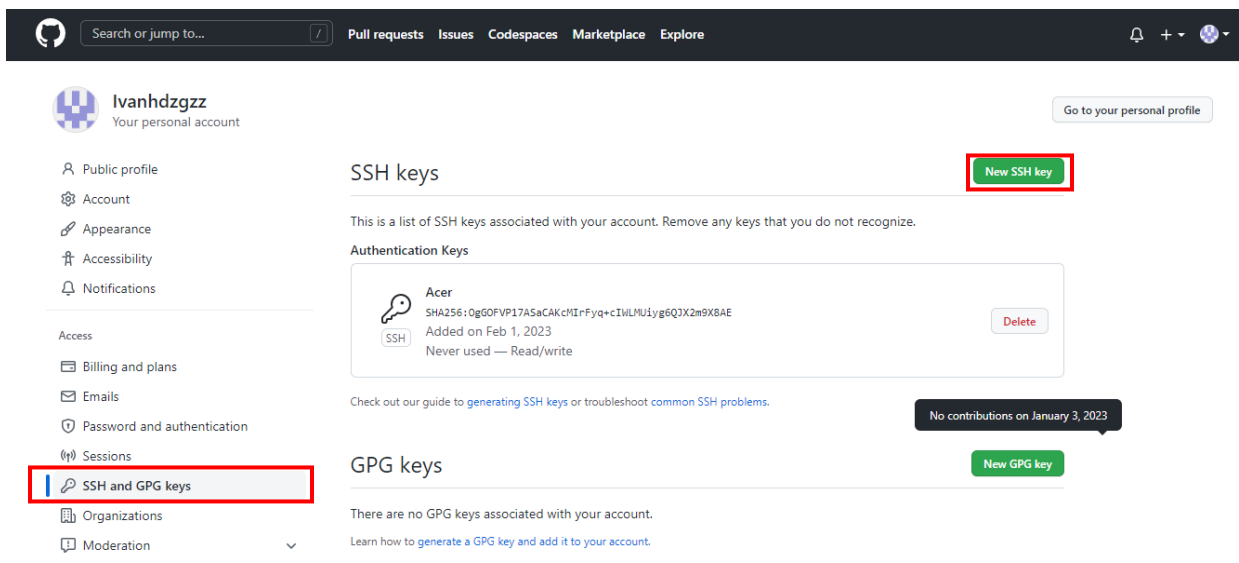 Search or jump to... /
Pull requests Issues Codespaces Marketplace Explore
Ivanhdzgzz
Your personal account
Go to your personal profile
Public profile
Account
Appearance
Accessibility
Notifications
Access
Billing and plans
Emails
Password and authentication
Sessions
SSH and GPG keys
Organizations
Moderation
SSH keys
New SSH key
This is a list of SSH keys associated with your account. Remove any keys that you do not recognize.
Authentication Keys
Acer
SHA256:OgGOFVP17ASaCAKcMIrFyq+cIWLMUiyg6QJX2m9X8AE
SSH
Added on Feb 1, 2023
Never used — Read/write
Delete
Check out our guide to generating SSH keys or troubleshoot common SSH problems.
No contributions on January 3, 2023
GPG keys
New GPG key
There are no GPG keys associated with your account.
Learn how to generate a GPG key and add it to your account.